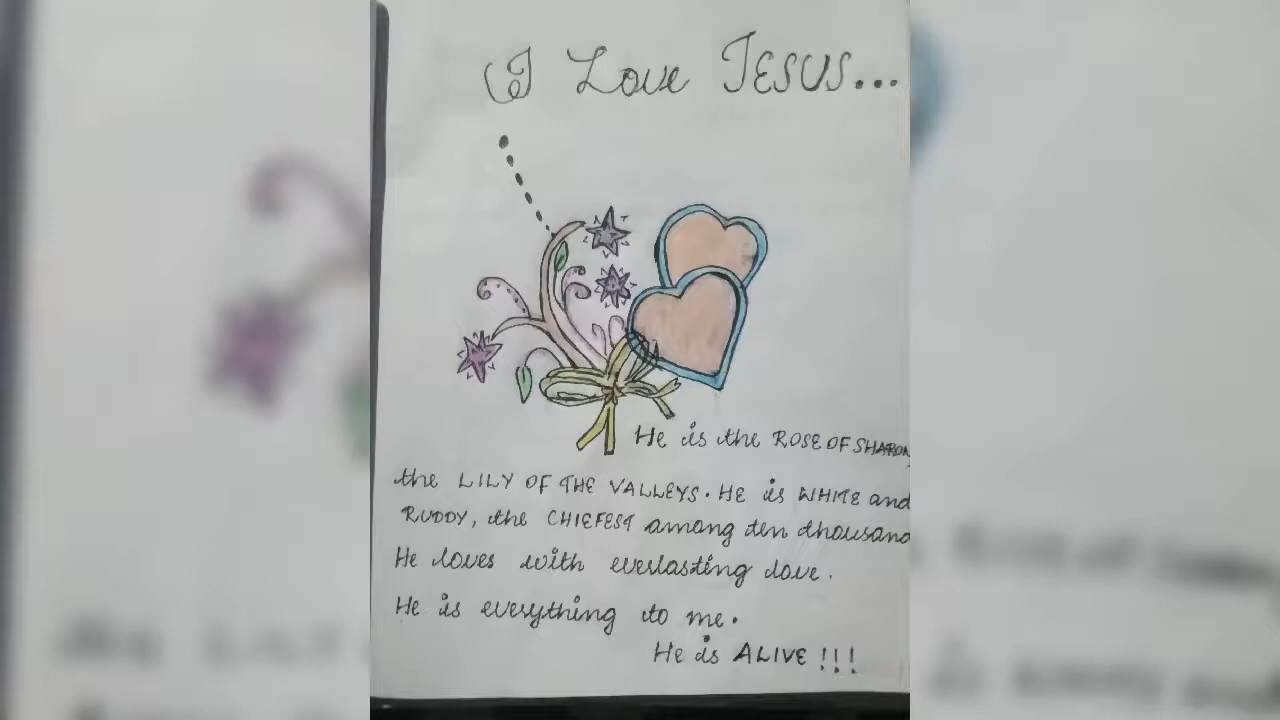 I Love JESUS...
He is the ROSE OF SHARON,
the LILY OF THE VALLEYS. HE is WHITE and
RUDDY, the CHIEFEST among ten thousand
He loves with everlasting love.
He is everything to me.
He is ALIVE !!!